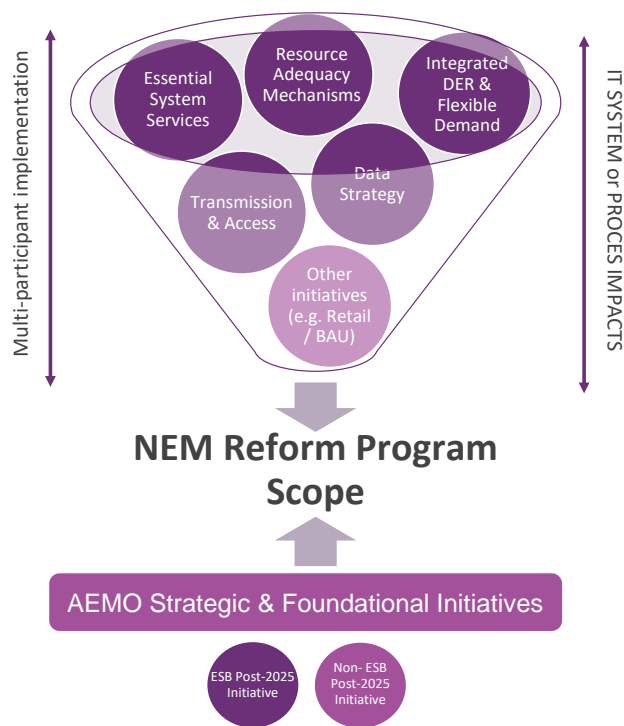 Multi-participant implementation
Essential
System
Services
Resource
Adequacy
Mechanisms
Integrated
DER &
Flexible
Demand
Transmission
& Access
Data
Strategy
Other
initiatives
(e.g. Retail
/ BAU)
IT SYSTEM or PROCES IMPACTS
NEM Reform Program
Scope
AEMO Strategic & Foundational Initiatives
ESB Post-2025
Initiative
Non- ESB
Post-2025
Initiative